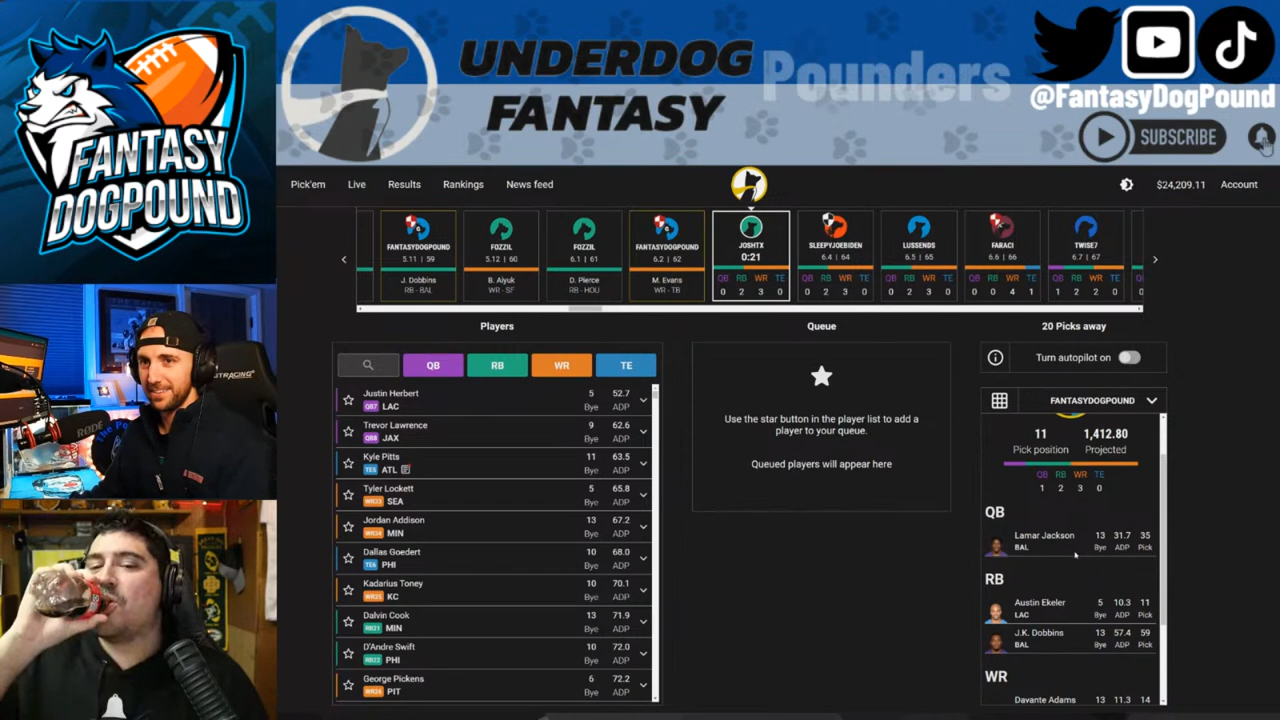 FANTASY
DOGPOUND
UNDERDOG
FANTASY
Pounders
@FantasyDogPound
SUBSCRIBE
Pick'em Live Results Rankings News feed
$24,209.11 Account
FANTASYDOGPOUND
5.11 | 59
J. Dobbins
RB - BAL
FOZZIL
5.12 | 60
B. Aiyuk
WR - SF
FOZZIL
6.1 | 61
D. Pierce
RB - HOU
FANTASYDOGPOUND
6.2 | 62
M. Evans
WR - TB
JOSHTX
0:21
QB RB WR TE
0 2 3 0
SLEEPYJOEBIDEN
6.4 | 64
QB RB WR TE
0 2 3 0
LUSSENDS
6.5 | 65
QB RB WR TE
0 2 3 0
FARACI
6.6 | 66
QB RB WR TE
0 0 4 1
TWISE7
6.7 | 67
QB RB WR TE
1 2 2 0
Players
QB RB WR TE
Justin Herbert 5 52.7
QB7 LAC Bye ADP
Trevor Lawrence 9 62.6
QB8 JAX Bye ADP
Kyle Pitts 11 63.5
TE5 ATL Bye ADP
Tyler Lockett 5 65.8
WR33 SEA Bye ADP
Jordan Addison 13 67.2
WR34 MIN Bye ADP
Dallas Goedert 10 68.0
TE6 PHI Bye ADP
Kadarius Toney 10 70.1
WR35 KC Bye ADP
Dalvin Cook 13 71.9
RB21 MIN Bye ADP
D'Andre Swift 10 72.0
RB22 PHI Bye ADP
George Pickens 6 72.2
WR36 PIT Bye ADP
Queue
Use the star button in the player list to add a
player to your queue.
Queued players will appear here
20 Picks away
Turn autopilot on
FANTASYDOGPOUND
11 1,412.80
Pick position Projected
QB RB WR TE
1 2 3 0
QB
Lamar Jackson 13 31.7 35
BAL Bye ADP Pick
RB
Austin Ekeler 5 10.3 11
LAC Bye ADP Pick
J.K. Dobbins 13 57.4 59
BAL Bye ADP Pick
WR
Davante Adams 13 11.3 14
RØDE